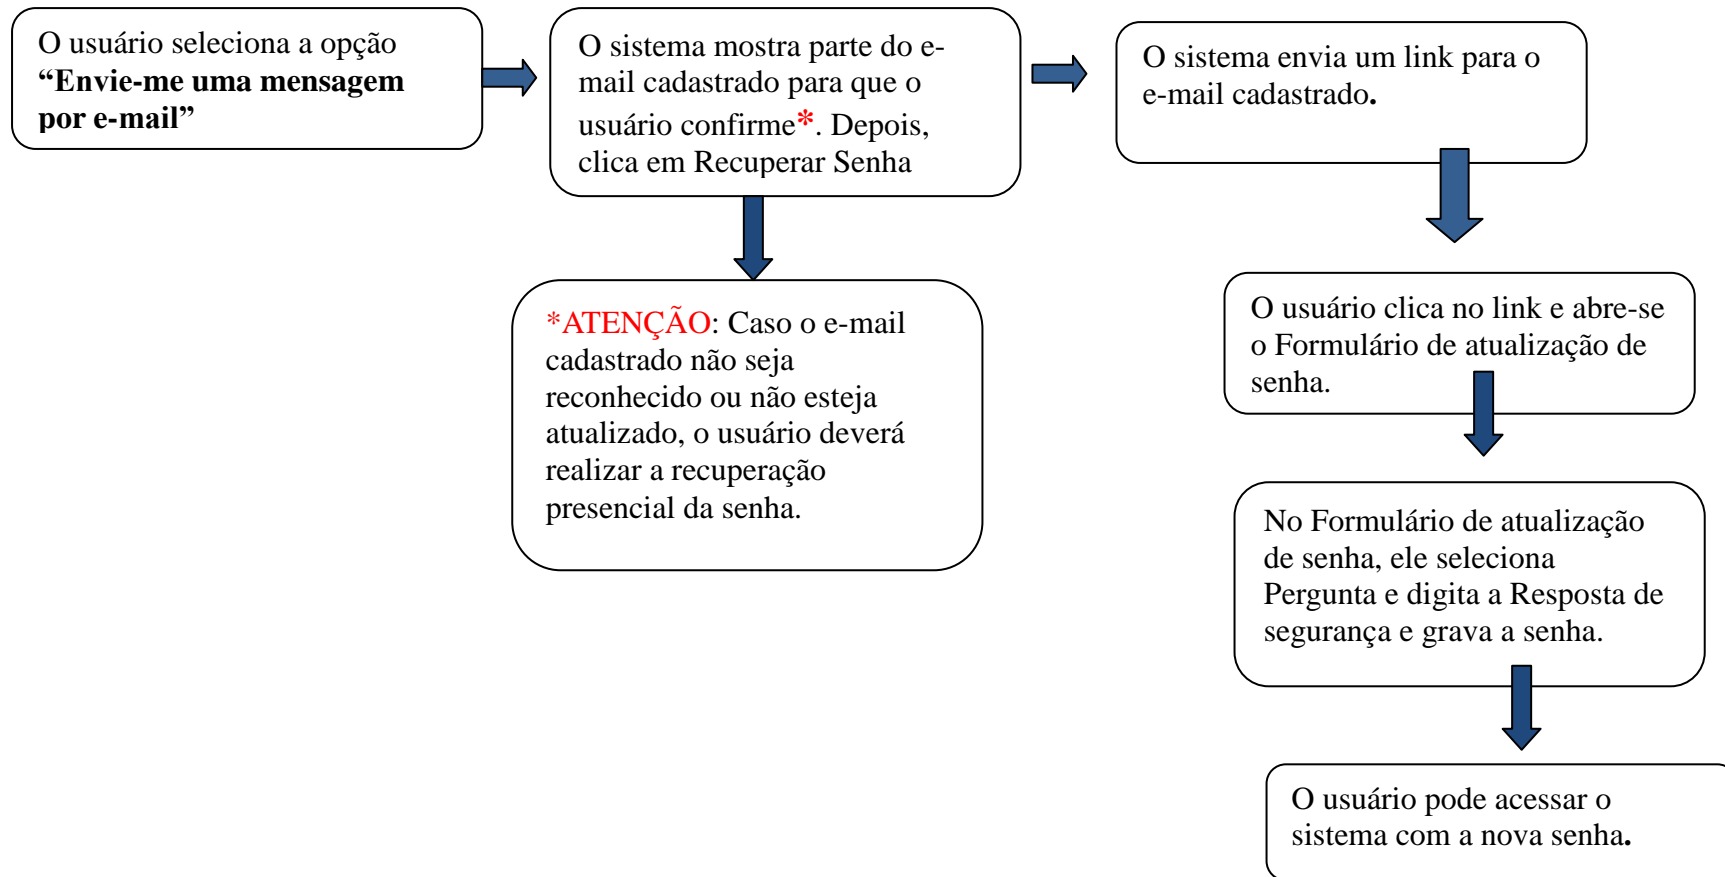 O usuário seleciona a opção
“Envie-me uma mensagem
por e-mail”
O sistema mostra parte do e-
mail cadastrado para que o
usuário confirme*. Depois,
clica em Recuperar Senha
O sistema envia um link para o
e-mail cadastrado.
*ATENÇÃO: Caso o e-mail
cadastrado não seja
reconhecido ou não esteja
atualizado, o usuário deverá
realizar a recuperação
presencial da senha.
O usuário clica no link e abre-se
o Formulário de atualização de
senha.
No Formulário de atualização
de senha, ele seleciona
Pergunta e digita a Resposta de
segurança e grava a senha.
O usuário pode acessar o
sistema com a nova senha.